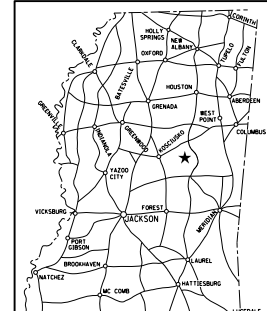 CORINTH
HOLLY
SPRINGS
NEW
ALBANY
CLARKSDALE
OXFORD
BATESVILLE
TUPELO
FULTON
HOUSTON
GRENADA
ABERDEEN
WEST
POINT
GREENVILLE
INDIANOLA
GREENWOOD
KOSCIUSKO
COLUMBUS
YAZOO
CITY
VICKSBURG
JACKSON
FOREST
MERIDIAN
PORT
GIBSON
BROOKHAVEN
LAUREL
NATCHEZ
HATTIESBURG
MC COMB
LUCEDALE